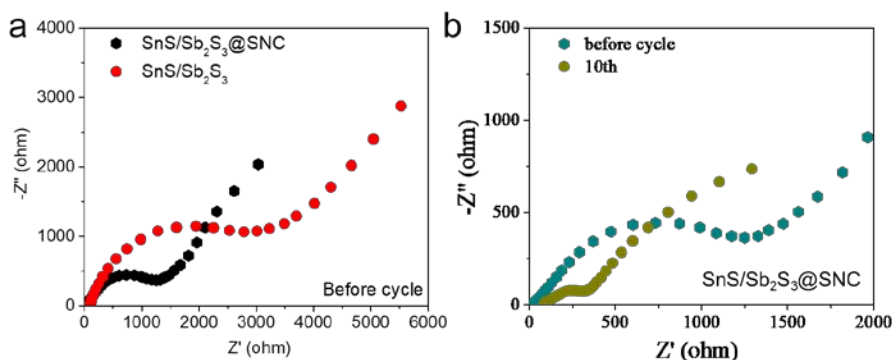 a
SnS/Sb₂S₃@SNC
SnS/Sb₂S₃
4000
3000
2000
1000
0
-Z″ (ohm)
0 1000 2000 3000 4000 5000 6000
Z′ (ohm)
Before cycle
b
before cycle
10th
1500
1000
500
0
-Z″ (ohm)
0 500 1000 1500 2000
Z′ (ohm)
SnS/Sb₂S₃@SNC